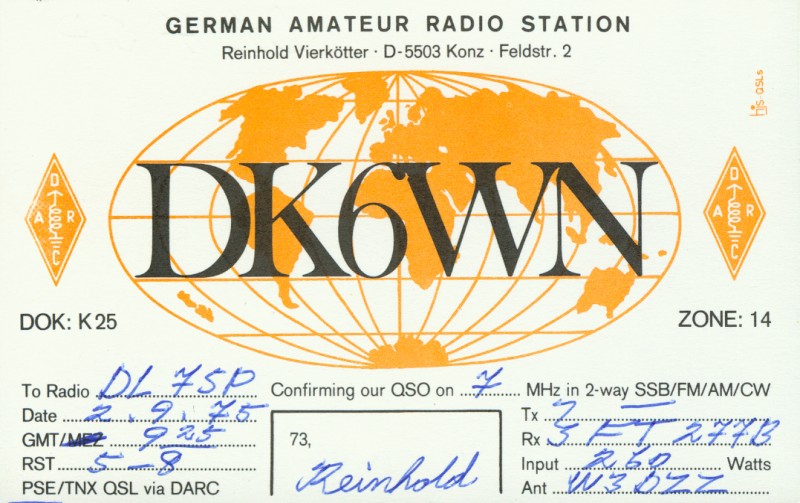 GERMAN AMATEUR RADIO STATION
Reinhold Vierkötter · D-5503 Konz · Feldstr. 2
his-QSLs
DK6WN
D
A R
C
D
A R
C
DOK: K 25
ZONE: 14
To Radio DL 7SP Confirming our QSO on 7 MHz in 2-way SSB/FM/AM/CW
Date 2.9.75
GMT/MEZ 925
RST 5-8
PSE/TNX QSL via DARC
73,
Reinhold
Tx
Rx FT 277B
Input 260 Watts
Ant W3DZZ